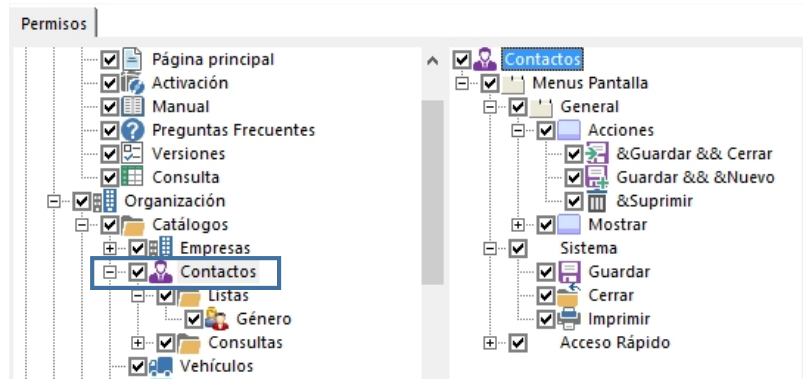 Permisos
Página principal
Activación
Manual
Preguntas Frecuentes
Versiones
Consulta
Organización
Catálogos
Empresas
Contactos
Listas
Género
Consultas
Vehículos
Contactos
Menus Pantalla
General
Acciones
&Guardar && Cerrar
Guardar && &Nuevo
&Suprimir
Mostrar
Sistema
Guardar
Cerrar
Imprimir
Acceso Rápido